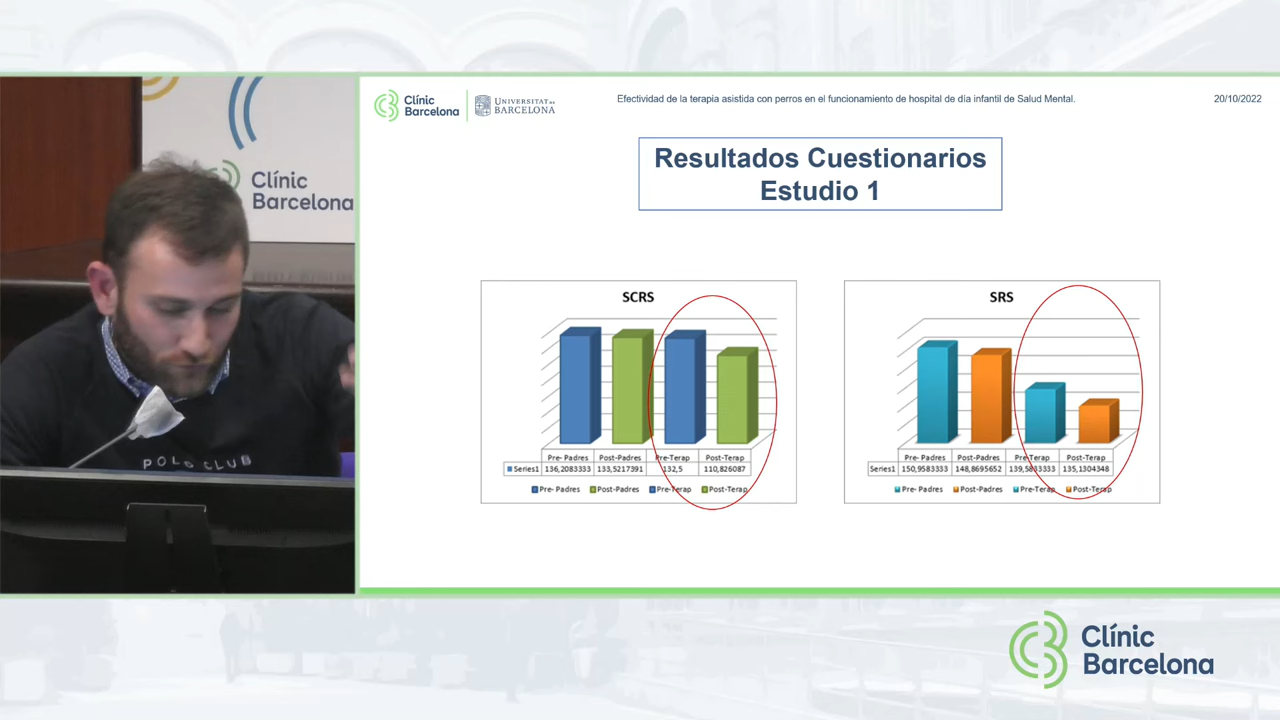 Clínic
Barcelona
POLO CLUB
Clínic
Barcelona
UNIVERSITAT DE
BARCELONA
Efectividad de la terapia asistida con perros en el funcionamiento de hospital de día infantil de Salud Mental.
20/10/2022
Resultados Cuestionarios
Estudio 1
SCRS
Pre- Padres Post-Padres Pre-Terap Post-Terap
Series1 136,2083333 133,5217391 132,5 110,826087
Pre- Padres Post-Padres Pre-Terap Post-Terap
SRS
Pre- Padres Post-Padres Pre-Terap Post-Terap
Series1 150,9583333 148,8695652 139,5833333 135,1304348
Pre- Padres Post-Padres Pre-Terap Post-Terap
Clínic
Barcelona